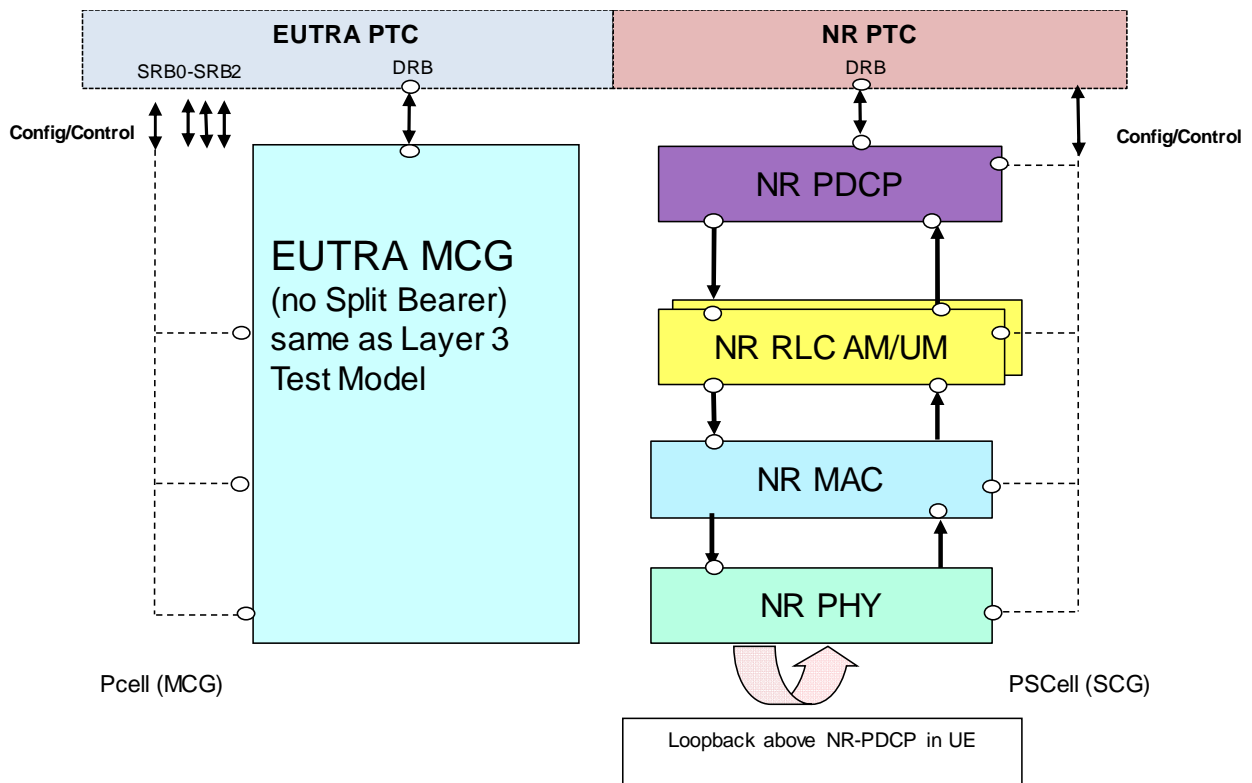 EUTRA PTC
NR PTC
SRB0-SRB2
DRB
DRB
Config/Control
Config/Control
NR PDCP
EUTRA MCG
(no Split Bearer)
same as Layer 3
Test Model
NR RLC AM/UM
NR MAC
NR PHY
Pcell (MCG)
PSCell (SCG)
Loopback above NR-PDCP in UE